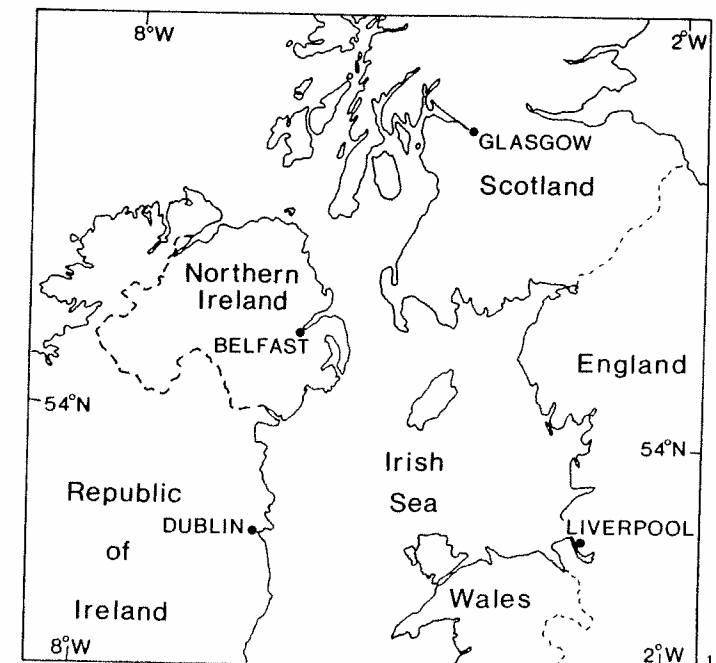 8°W
2°W
GLASGOW
Scotland
Northern
Ireland
BELFAST
England
54°N
54°N
Irish
Sea
Republic
of
Ireland
DUBLIN
LIVERPOOL
Wales
8°W
2°W